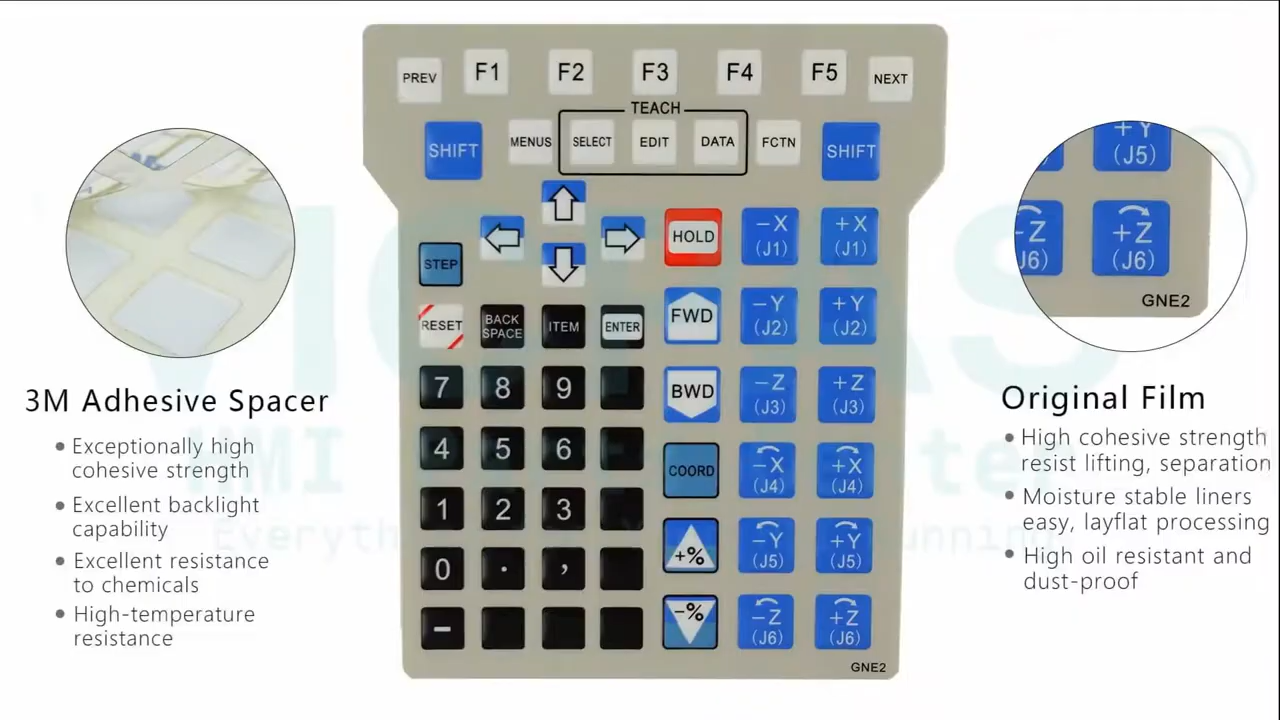 PREV F1 F2 F3 F4 F5 NEXT
TEACH
SHIFT MENUS SELECT EDIT DATA FCTN SHIFT
STEP
HOLD
−X
(J1)
+X
(J1)
RESET
BACK
SPACE
ITEM
ENTER
FWD
−Y
(J2)
+Y
(J2)
7 8 9
BWD
−Z
(J3)
+Z
(J3)
4 5 6
COORD
−X
(J4)
+X
(J4)
1 2 3
+%
−Y
(J5)
+Y
(J5)
0 . ,
−
−%
−Z
(J6)
+Z
(J6)
GNE2
3M Adhesive Spacer
• Exceptionally high
cohesive strength
• Excellent backlight
capability
• Excellent resistance
to chemicals
• High-temperature
resistance
+Y
(J5)
-Z
J6)
+Z
(J6)
GNE2
Original Film
• High cohesive strength
resist lifting, separation
• Moisture stable liners
easy, layflat processing
• High oil resistant and
dust-proof